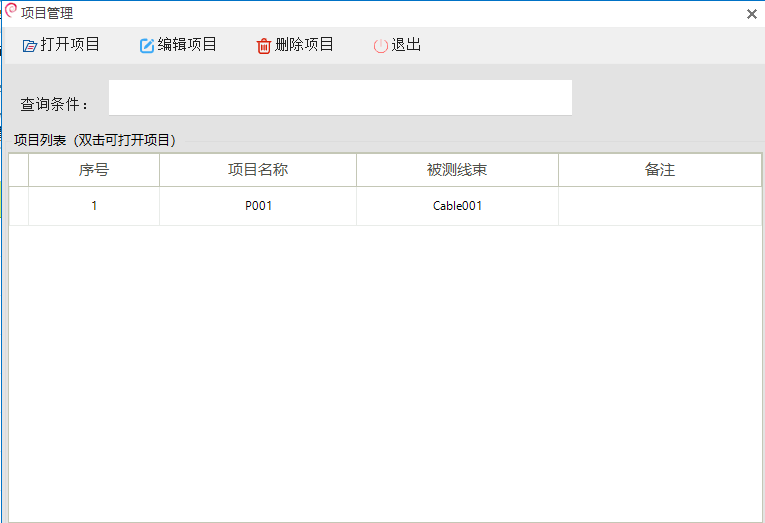 项目管理
打开项目 编辑项目 删除项目 退出
查询条件：
项目列表（双击可打开项目）
序号 项目名称 被测线束 备注
1 P001 Cable001